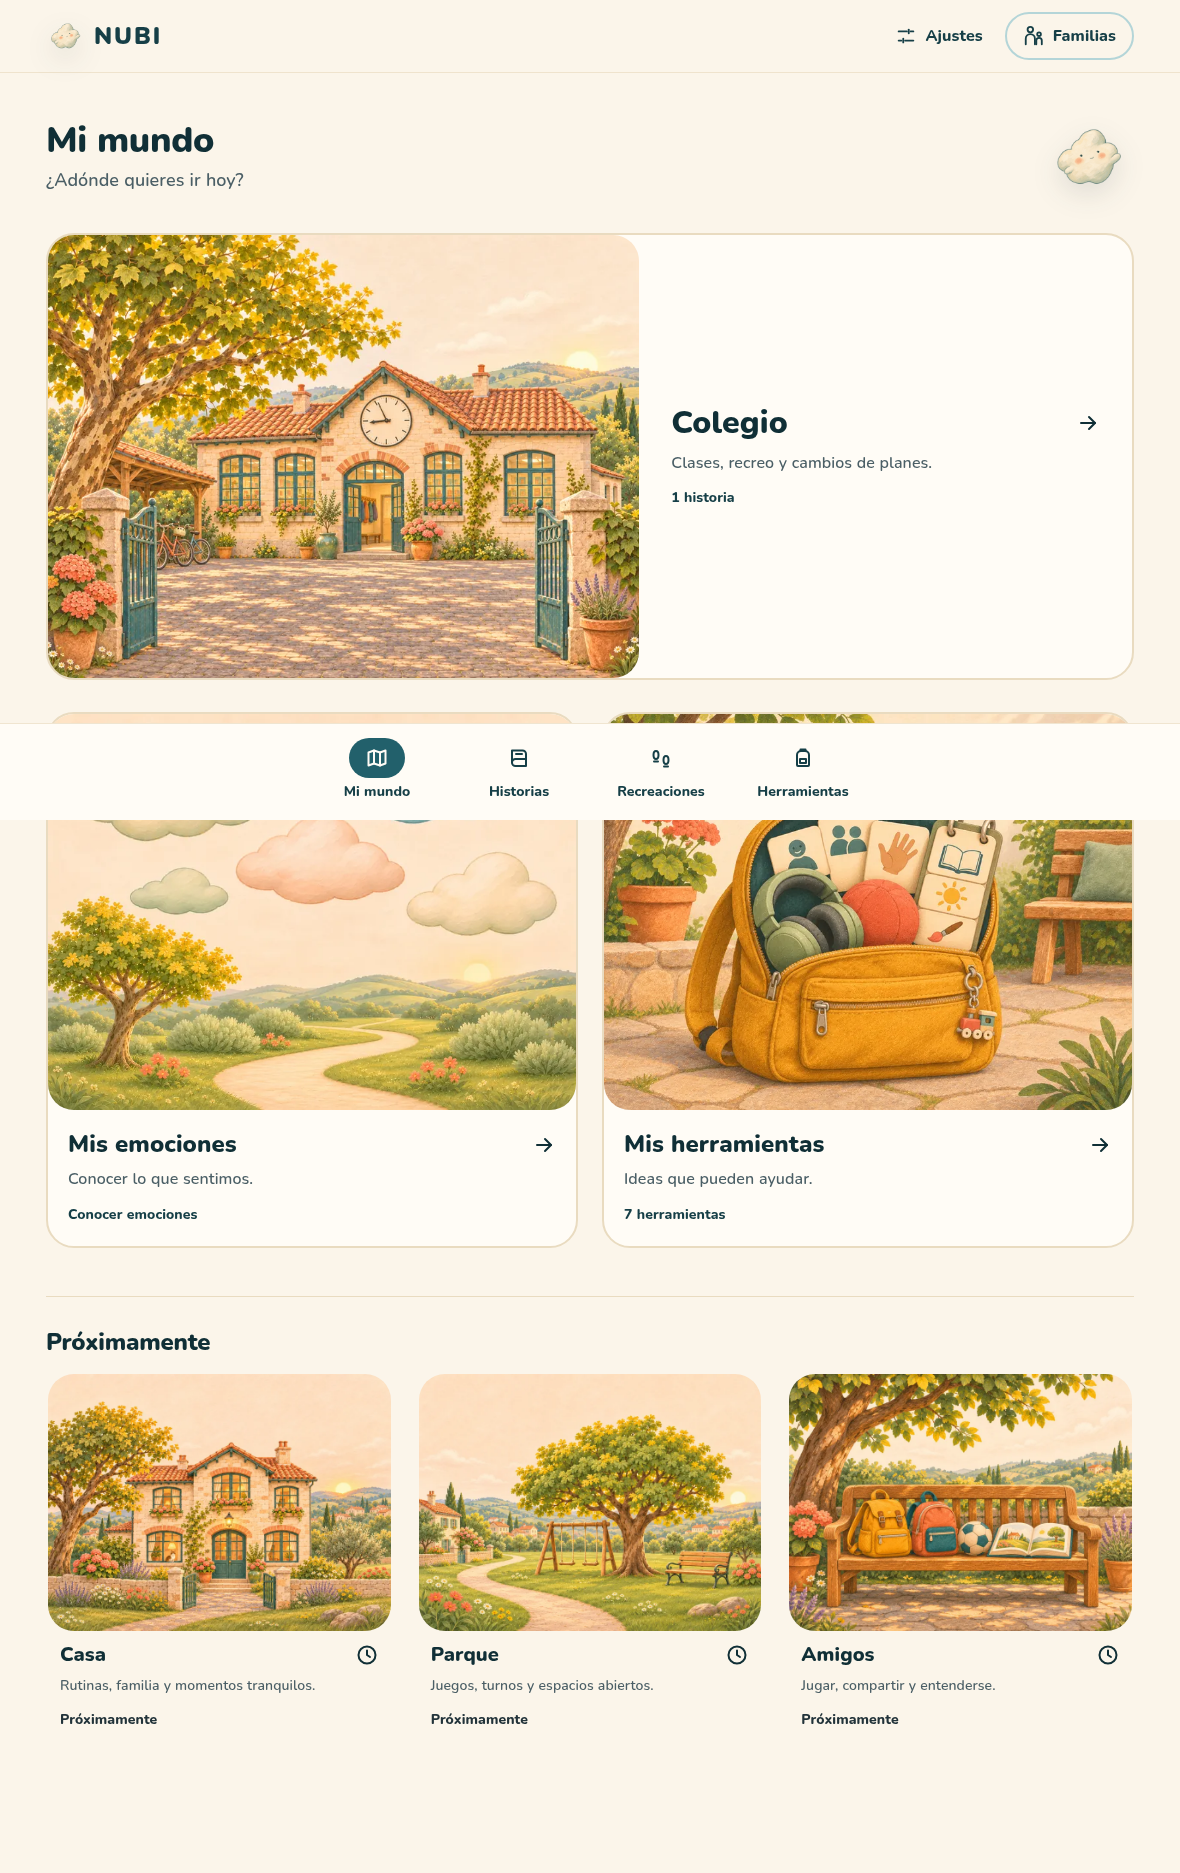 NUBI
Ajustes
Familias
Mi mundo
¿Adónde quieres ir hoy?
Colegio
Clases, recreo y cambios de planes.
1 historia
Mi mundo
Historias
Recreaciones
Herramientas
Mis emociones
Conocer lo que sentimos.
Conocer emociones
Mis herramientas
Ideas que pueden ayudar.
7 herramientas
Próximamente
Casa
Rutinas, familia y momentos tranquilos.
Próximamente
Parque
Juegos, turnos y espacios abiertos.
Próximamente
Amigos
Jugar, compartir y entenderse.
Próximamente